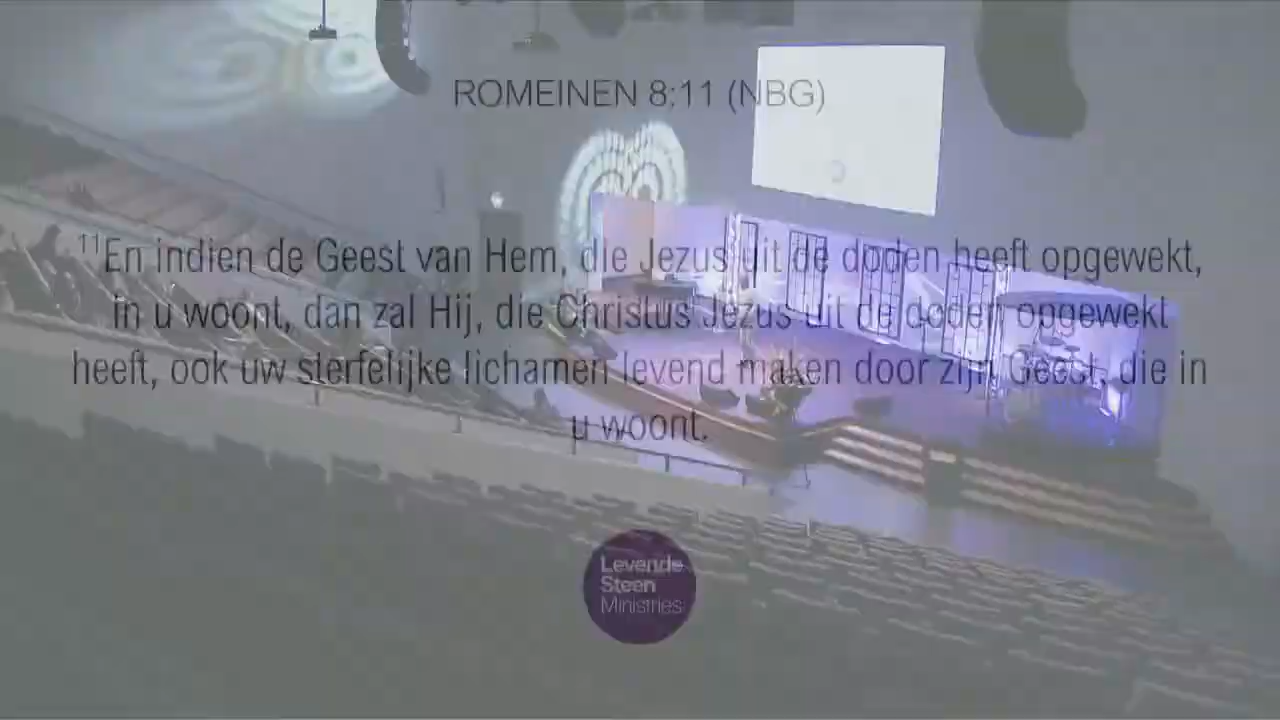 ROMEINEN 8:11 (NBG)
¹¹En indien de Geest van Hem, die Jezus uit de doden heeft opgewekt,
in u woont, dan zal Hij, die Christus Jezus uit de doden opgewekt
heeft, ook uw sterfelijke lichamen levend maken door zijn Geest, die in
u woont.
Levende
Steen
Ministries